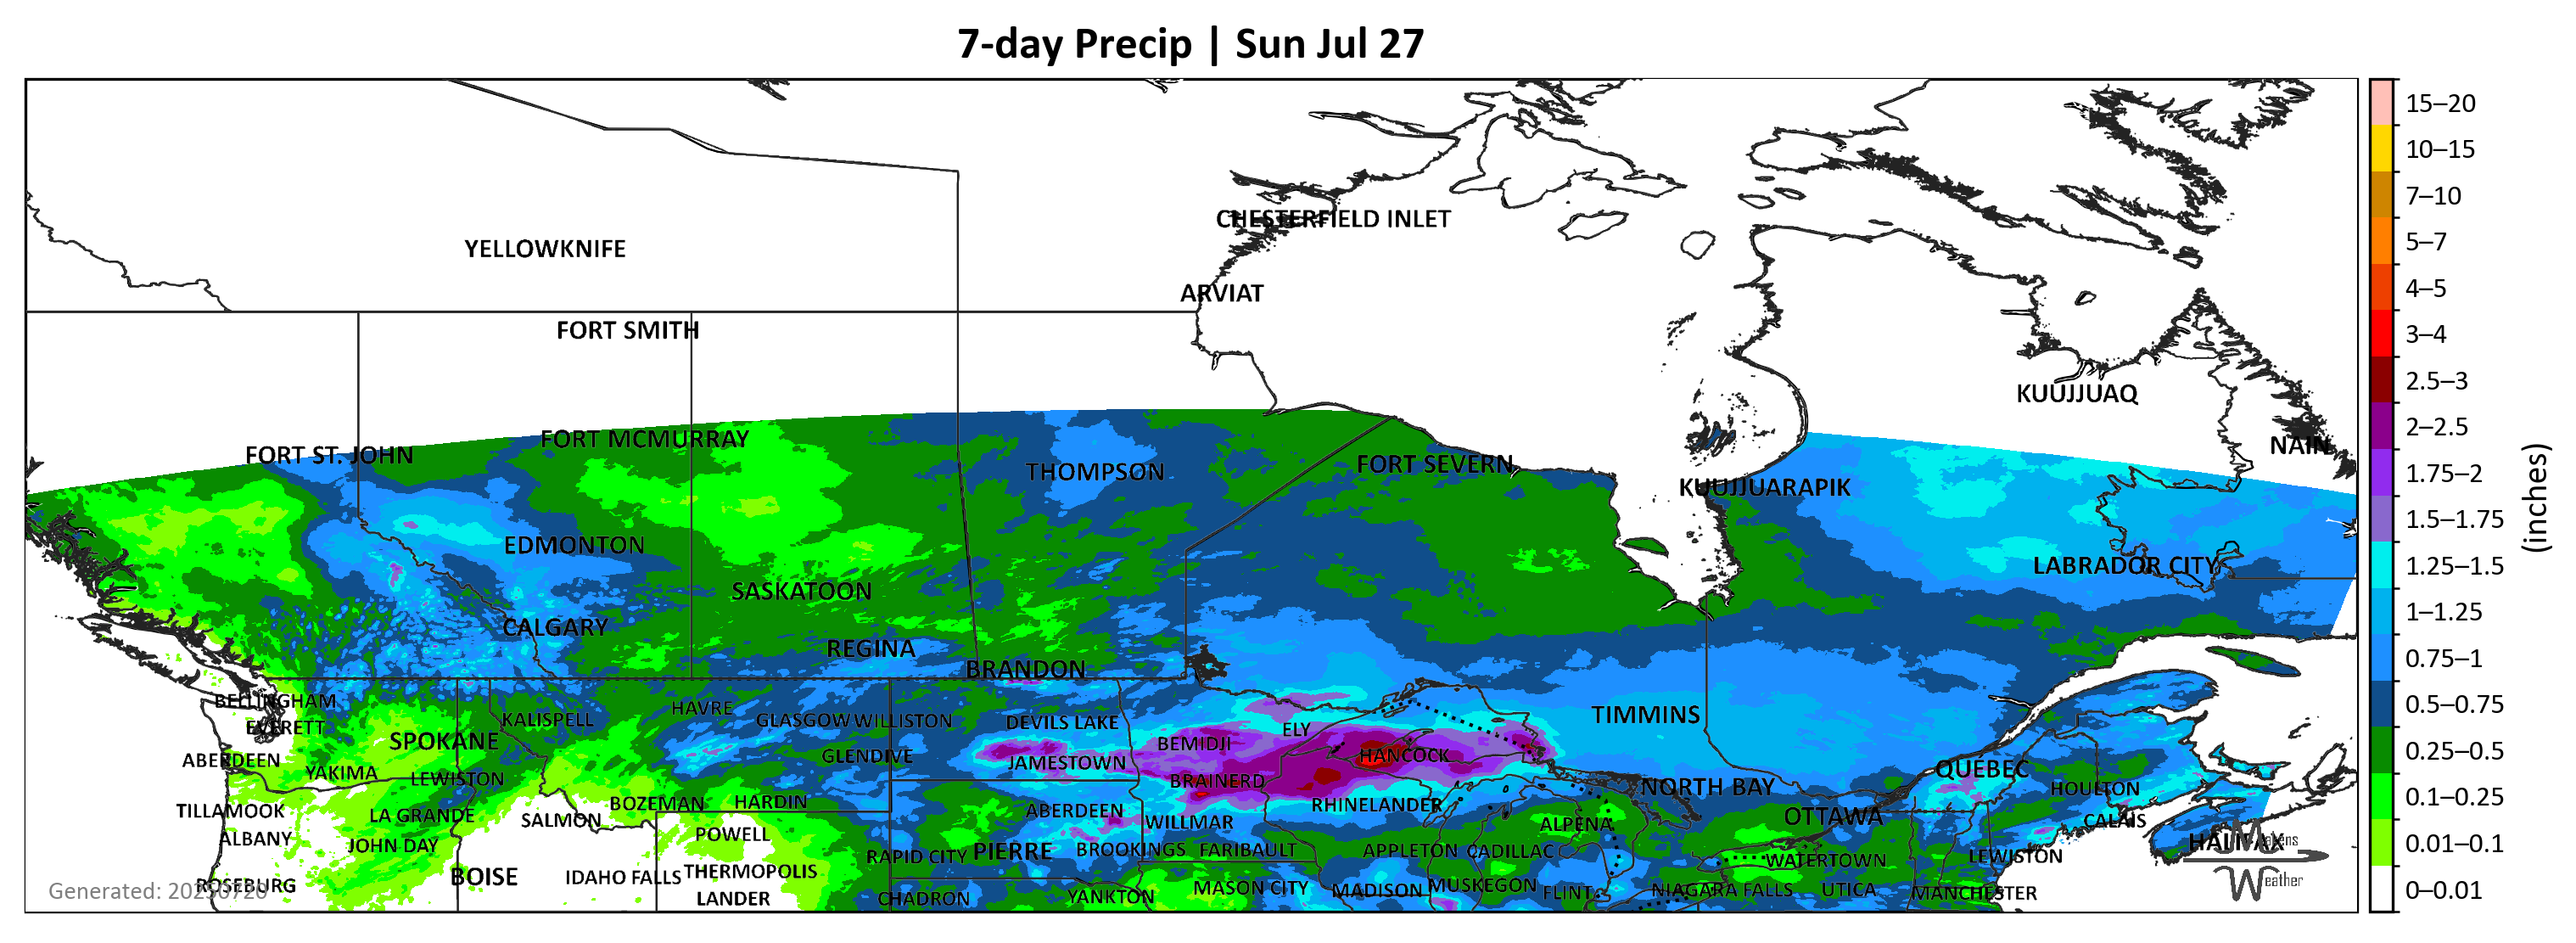 7-day Precip | Sun Jul 27
CHESTERFIELD INLET
YELLOWKNIFE
ARVIAT
FORT SMITH
KUUJJUAQ
FORT MCMURRAY
NAIN
FORT ST. JOHN
FORT SEVERN
THOMPSON
KUUJJUARAPIK
EDMONTON
LABRADOR CITY
SASKATOON
CALGARY
REGINA
BRANDON
BELLINGHAM
HAVRE
TIMMINS
KALISPELL
GLASGOW
WILLISTON
DEVILS LAKE
EVERETT
ELY
SPOKANE
BEMIDJI
GLENDIVE
HANCOCK
ABERDEEN
JAMESTOWN
QUÉBEC
YAKIMA
LEWISTON
BRAINERD
NORTH BAY
HOULTON
BOZEMAN
HARDIN
RHINELANDER
TILLAMOOK
ABERDEEN
LA GRANDE
OTTAWA
SALMON
WILLMAR
CALAIS
ALPENA
POWELL
ALBANY
HALIFAX
JOHN DAY
PIERRE
BROOKINGS
FARIBAULT
APPLETON
CADILLAC
RAPID CITY
LEWISTON
WATERTOWN
THERMOPOLIS
BOISE
IDAHO FALLS
ROSEBURG
MASON CITY
MADISON
MUSKEGON
FLINT
NIAGARA FALLS
UTICA
MANCHESTER
LANDER
CHADRON
YANKTON
Weather
Generated: 20250720
15–20
10–15
7–10
5–7
4–5
3–4
2.5–3
2–2.5
1.75–2
1.5–1.75
1.25–1.5
1–1.25
0.75–1
0.5–0.75
0.25–0.5
0.1–0.25
0.01–0.1
0–0.01
(inches)